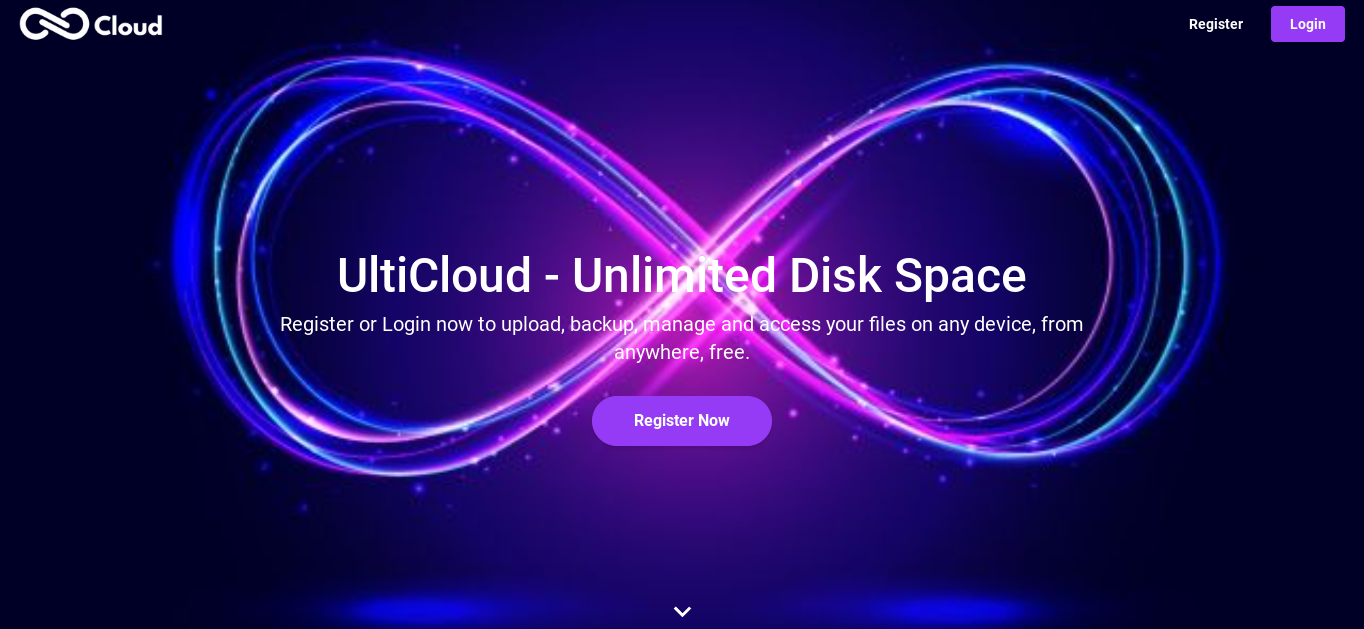 Cloud
Register
Login
UltiCloud - Unlimited Disk Space
Register or Login now to upload, backup, manage and access your files on any device, from
anywhere, free.
Register Now